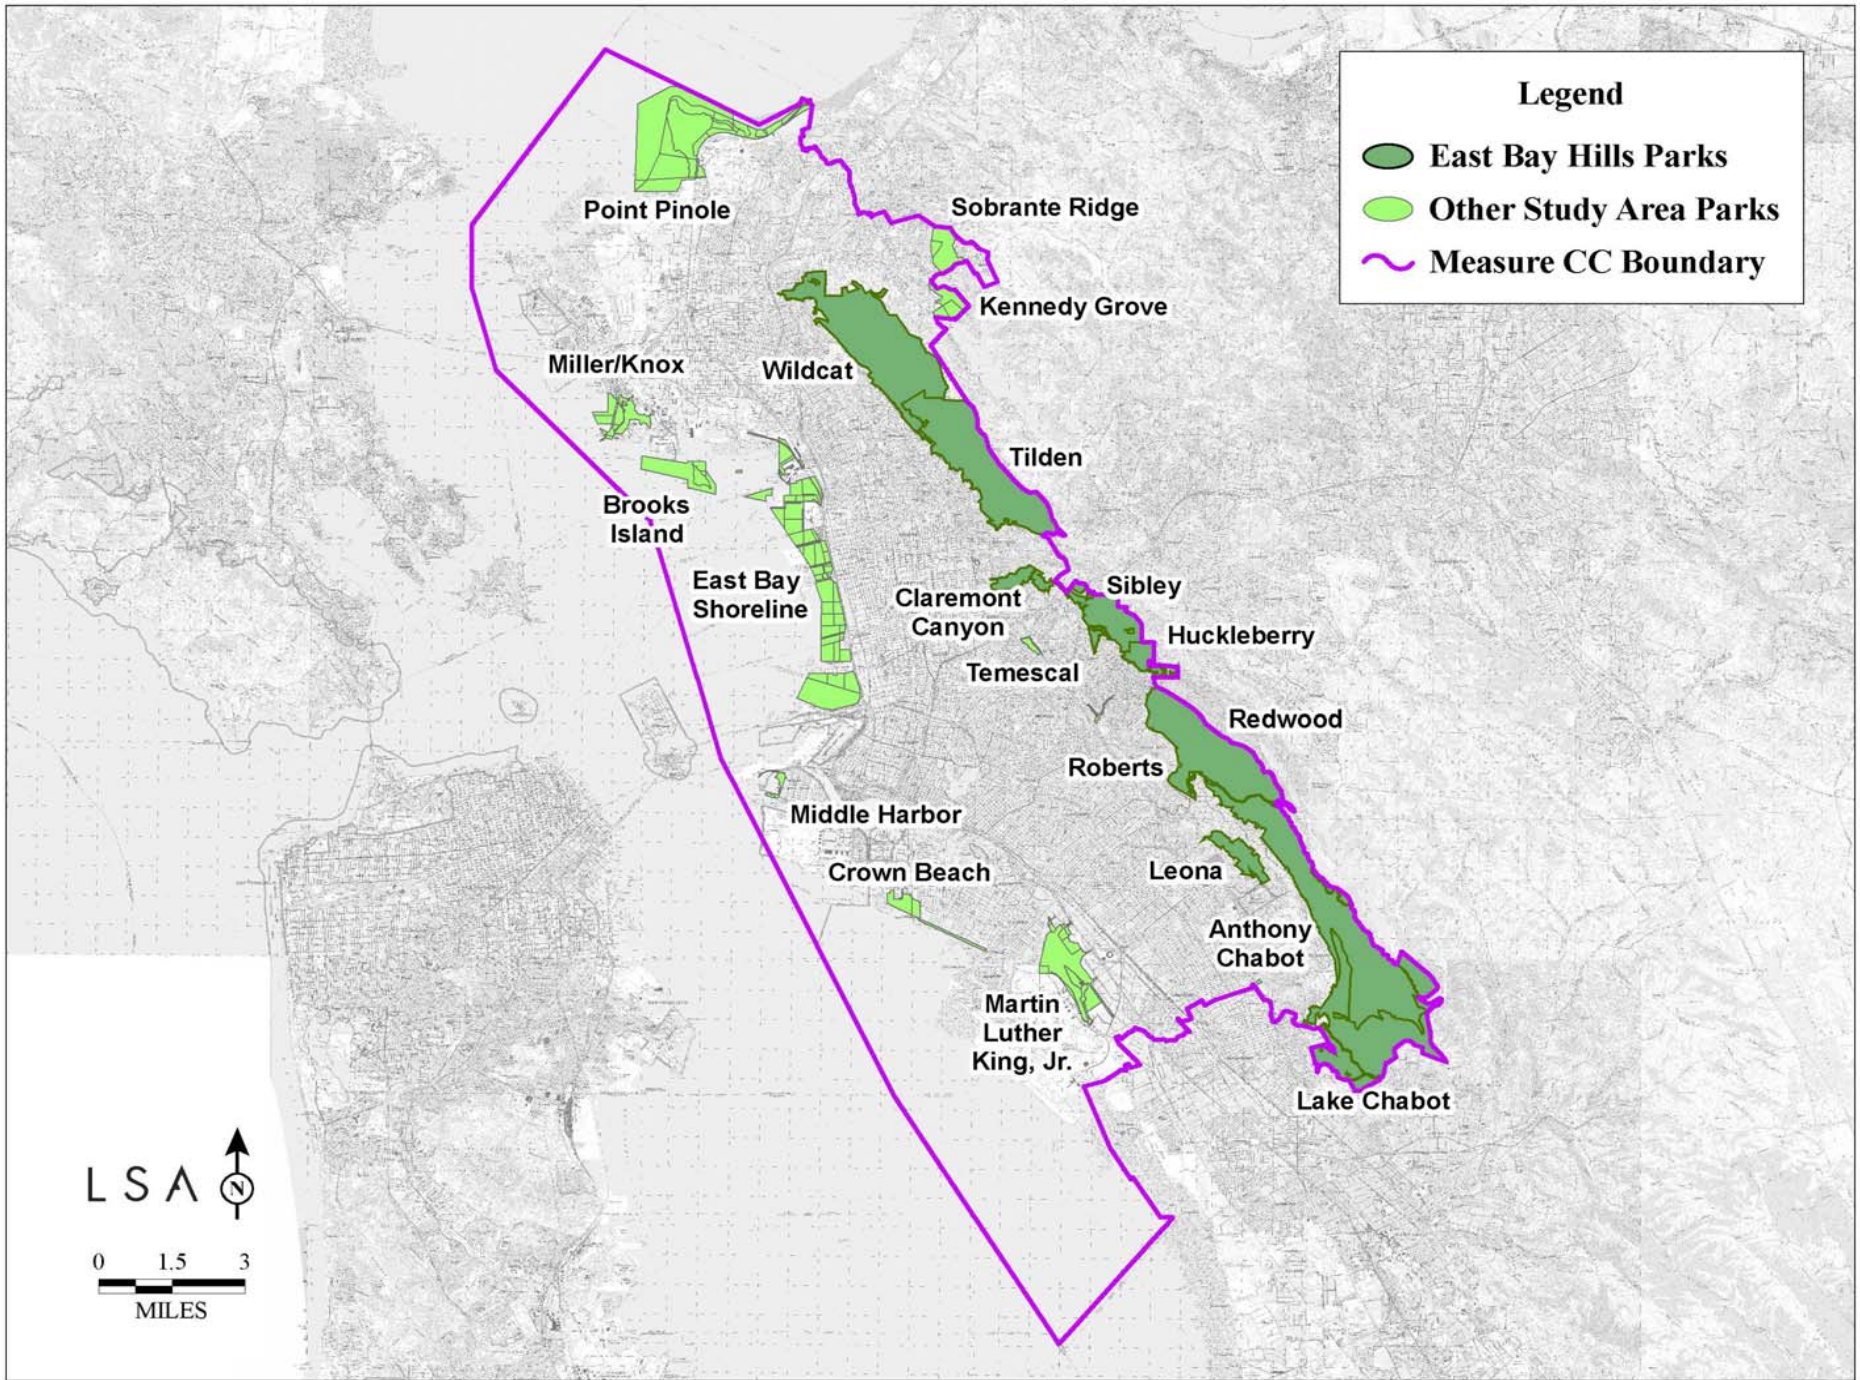 Legend
East Bay Hills Parks
Other Study Area Parks
Measure CC Boundary
Point Pinole
Sobrante Ridge
Kennedy Grove
Miller/Knox
Wildcat
Tilden
Brooks
Island
East Bay
Shoreline
Claremont
Canyon
Sibley
Huckleberry
Temescal
Redwood
Roberts
Middle Harbor
Crown Beach
Leona
Anthony
Chabot
Martin
Luther
King, Jr.
Lake Chabot
LSA
N
0 1.5 3
MILES